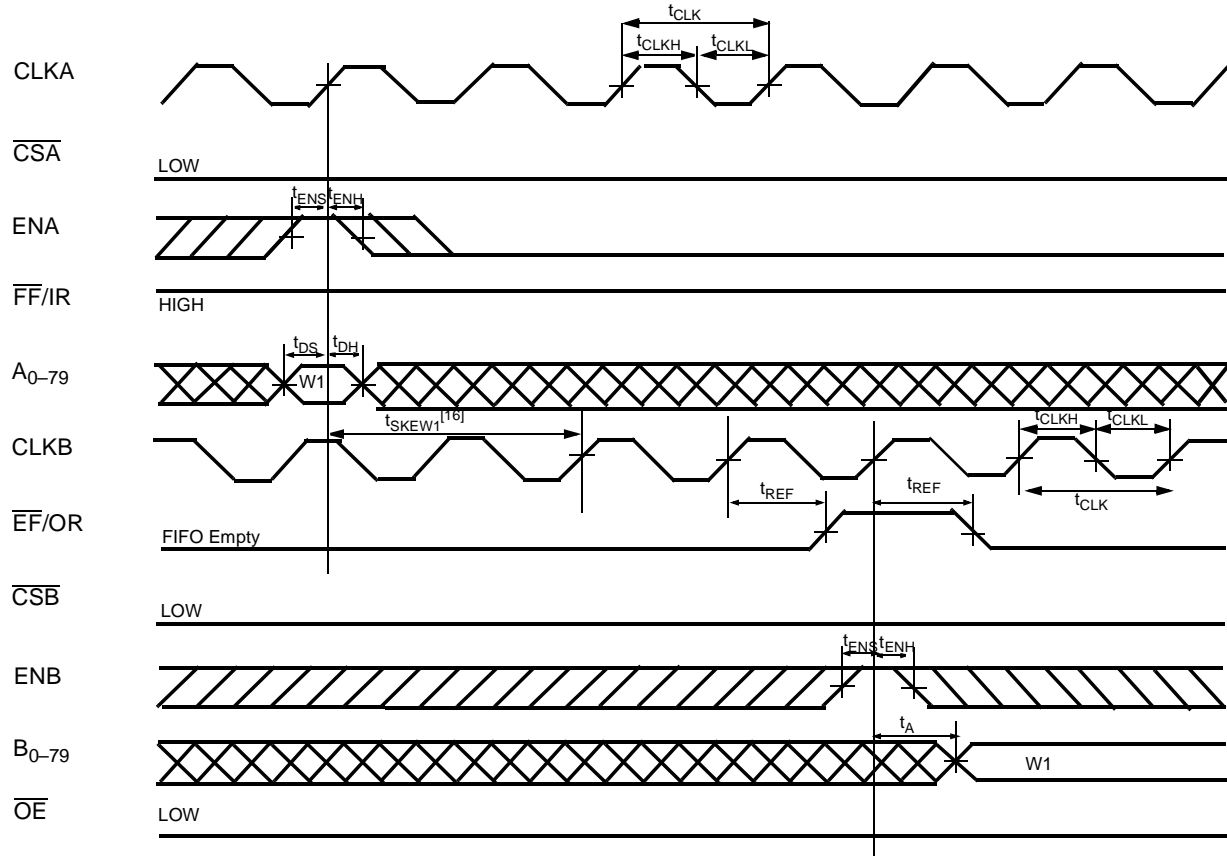 tCLK
tCLKH tCLKL
CLKA
CSA
LOW
tENS tENH
ENA
FF/IR
HIGH
tDS tDH
A0–79
W1
tSKEW1[16]
tCLKH tCLKL
CLKB
tREF tREF
tCLK
EF/OR
FIFO Empty
CSB
LOW
tENS tENH
ENB
tA
B0–79
W1
OE
LOW